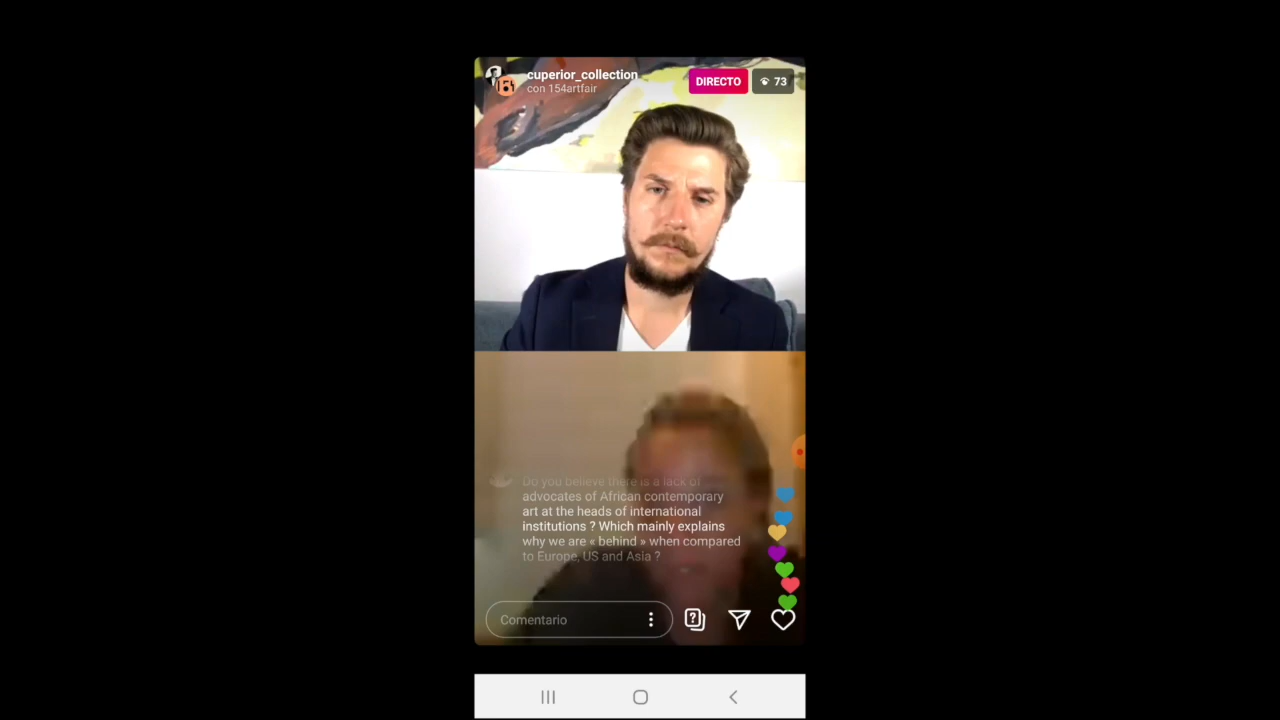 cuperior_collection
con 154artfair
DIRECTO
73
Do you believe there is a lack of
advocates of African contemporary
art at the heads of international
institutions ? Which mainly explains
why we are « behind » when compared
to Europe, US and Asia ?
Comentario